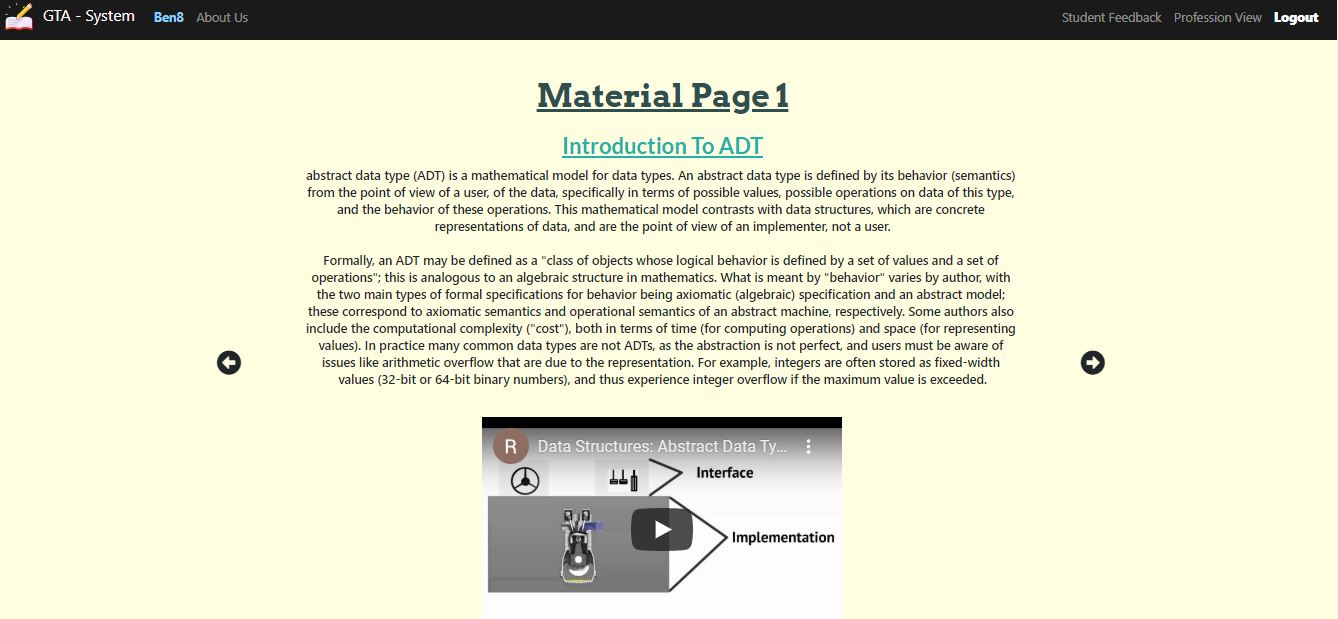 GTA - System Ben8 About Us Student Feedback Profession View Logout
Material Page 1
Introduction To ADT
abstract data type (ADT) is a mathematical model for data types. An abstract data type is defined by its behavior (semantics)
from the point of view of a user, of the data, specifically in terms of possible values, possible operations on data of this type,
and the behavior of these operations. This mathematical model contrasts with data structures, which are concrete
representations of data, and are the point of view of an implementer, not a user.
Formally, an ADT may be defined as a "class of objects whose logical behavior is defined by a set of values and a set of
operations"; this is analogous to an algebraic structure in mathematics. What is meant by "behavior" varies by author, with
the two main types of formal specifications for behavior being axiomatic (algebraic) specification and an abstract model;
these correspond to axiomatic semantics and operational semantics of an abstract machine, respectively. Some authors also
include the computational complexity ("cost"), both in terms of time (for computing operations) and space (for representing
values). In practice many common data types are not ADTs, as the abstraction is not perfect, and users must be aware of
issues like arithmetic overflow that are due to the representation. For example, integers are often stored as fixed-width
values (32-bit or 64-bit binary numbers), and thus experience integer overflow if the maximum value is exceeded.
R Data Structures: Abstract Data Ty...
Interface
Implementation